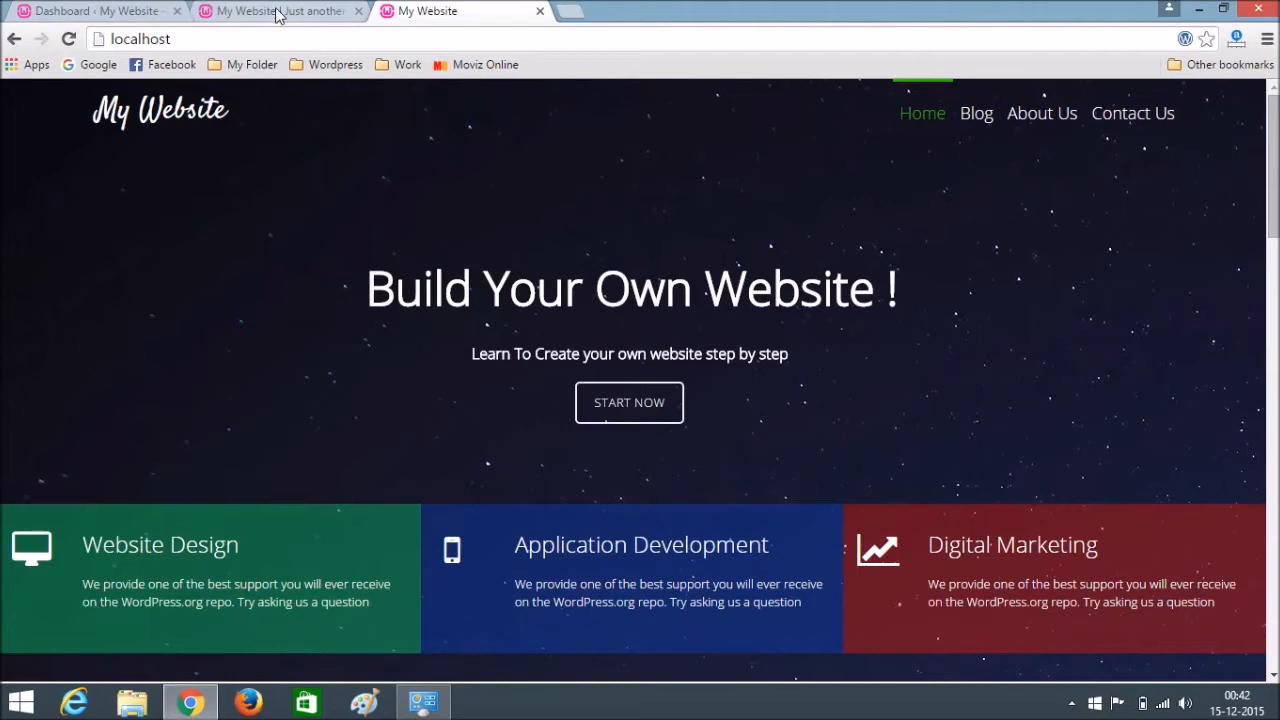 Dashboard ‹ My Website –
My Website | Just another
My Website
localhost
Apps
Google
Facebook
My Folder
Wordpress
Work
Moviz Online
Other bookmarks
My Website
Home
Blog
About Us
Contact Us
Build Your Own Website !
Learn To Create your own website step by step
START NOW
Website Design
We provide one of the best support you will ever receive
on the WordPress.org repo. Try asking us a question
Application Development
We provide one of the best support you will ever receive
on the WordPress.org repo. Try asking us a question
Digital Marketing
We provide one of the best support you will ever receive
on the WordPress.org repo. Try asking us a question
00:42
15-12-2015